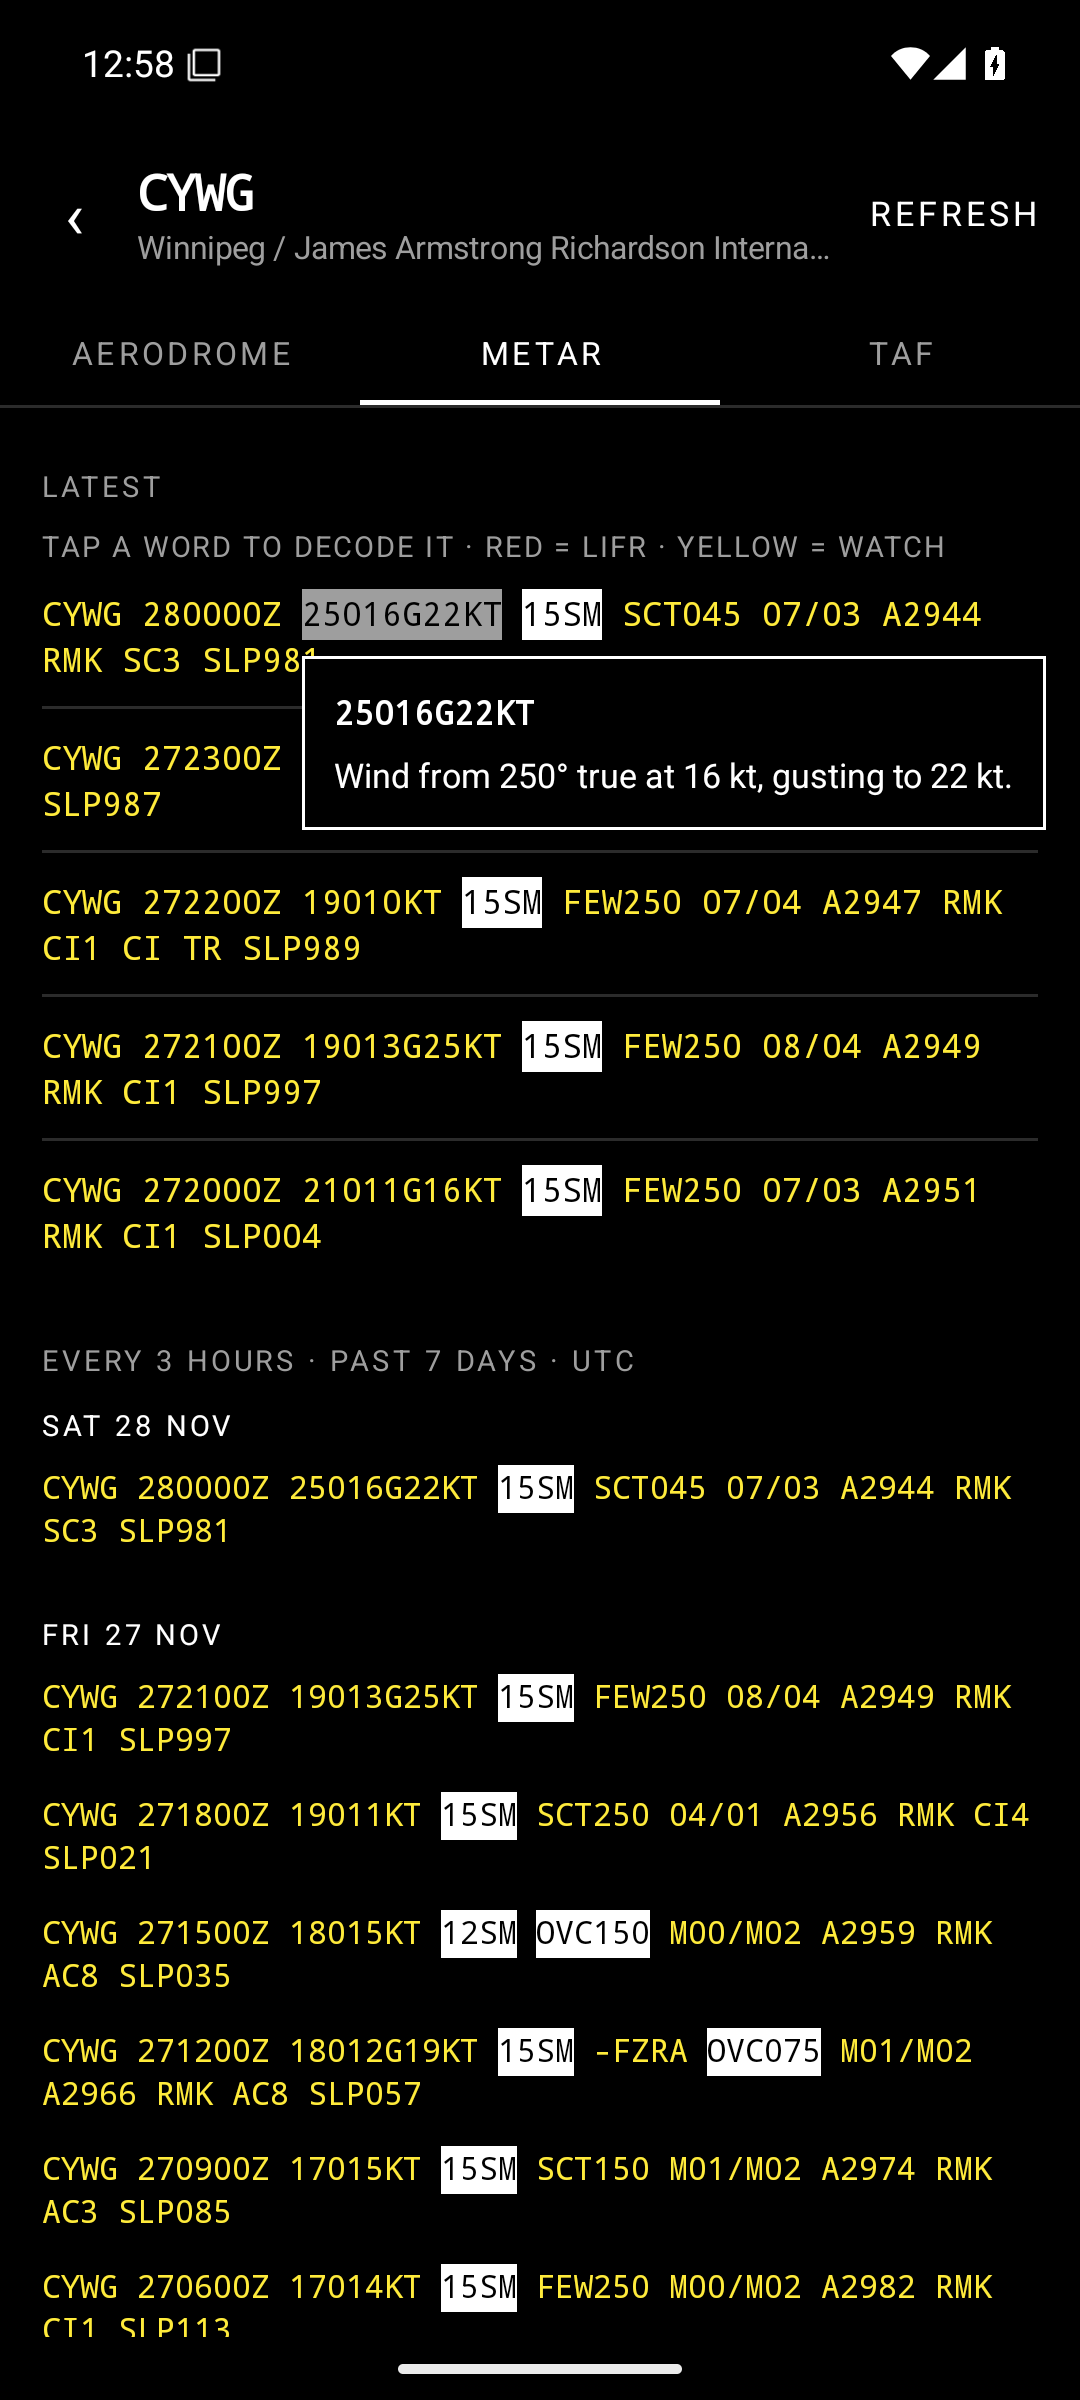 12:58
CYWG
Winnipeg / James Armstrong Richardson Interna...
REFRESH
AERODROME METAR TAF
LATEST
TAP A WORD TO DECODE IT · RED = LIFR · YELLOW = WATCH
CYWG 280000Z 25016G22KT 15SM SCT045 07/03 A2944
RMK SC3 SLP981
25016G22KT
Wind from 250° true at 16 kt, gusting to 22 kt.
CYWG 272300Z
SLP987
CYWG 272200Z 19010KT 15SM FEW250 07/04 A2947 RMK
CI1 CI TR SLP989
CYWG 272100Z 19013G25KT 15SM FEW250 08/04 A2949
RMK CI1 SLP997
CYWG 272000Z 21011G16KT 15SM FEW250 07/03 A2951
RMK CI1 SLP004
EVERY 3 HOURS · PAST 7 DAYS · UTC
SAT 28 NOV
CYWG 280000Z 25016G22KT 15SM SCT045 07/03 A2944 RMK
SC3 SLP981
FRI 27 NOV
CYWG 272100Z 19013G25KT 15SM FEW250 08/04 A2949 RMK
CI1 SLP997
CYWG 271800Z 19011KT 15SM SCT250 04/01 A2956 RMK CI4
SLP021
CYWG 271500Z 18015KT 12SM OVC150 M00/M02 A2959 RMK
AC8 SLP035
CYWG 271200Z 18012G19KT 15SM -FZRA OVC075 M01/M02
A2966 RMK AC8 SLP057
CYWG 270900Z 17015KT 15SM SCT150 M01/M02 A2974 RMK
AC3 SLP085
CYWG 270600Z 17014KT 15SM FEW250 M00/M02 A2982 RMK
CI1 SLP113